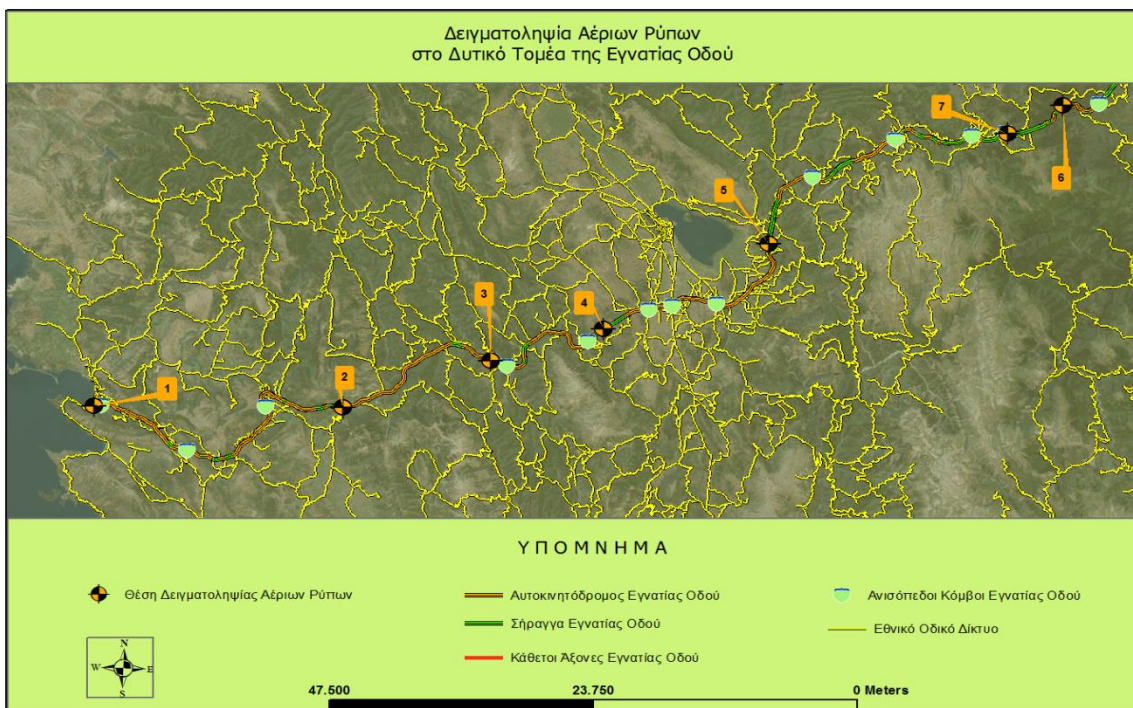 Δειγματοληψία Αέριων Ρύπων
στο Δυτικό Τομέα της Εγνατίας Οδού
7
5
6
3
4
2
1
ΥΠΟΜΝΗΜΑ
Θέση Δειγματοληψίας Αέριων Ρύπων
Αυτοκινητόδρομος Εγνατίας Οδού
Ανισόπεδοι Κόμβοι Εγνατίας Οδού
Σήραγγα Εγνατίας Οδού
Εθνικό Οδικό Δίκτυο
Κάθετοι Άξονες Εγνατίας Οδού
N
W E
S
47.500 23.750 0 Meters